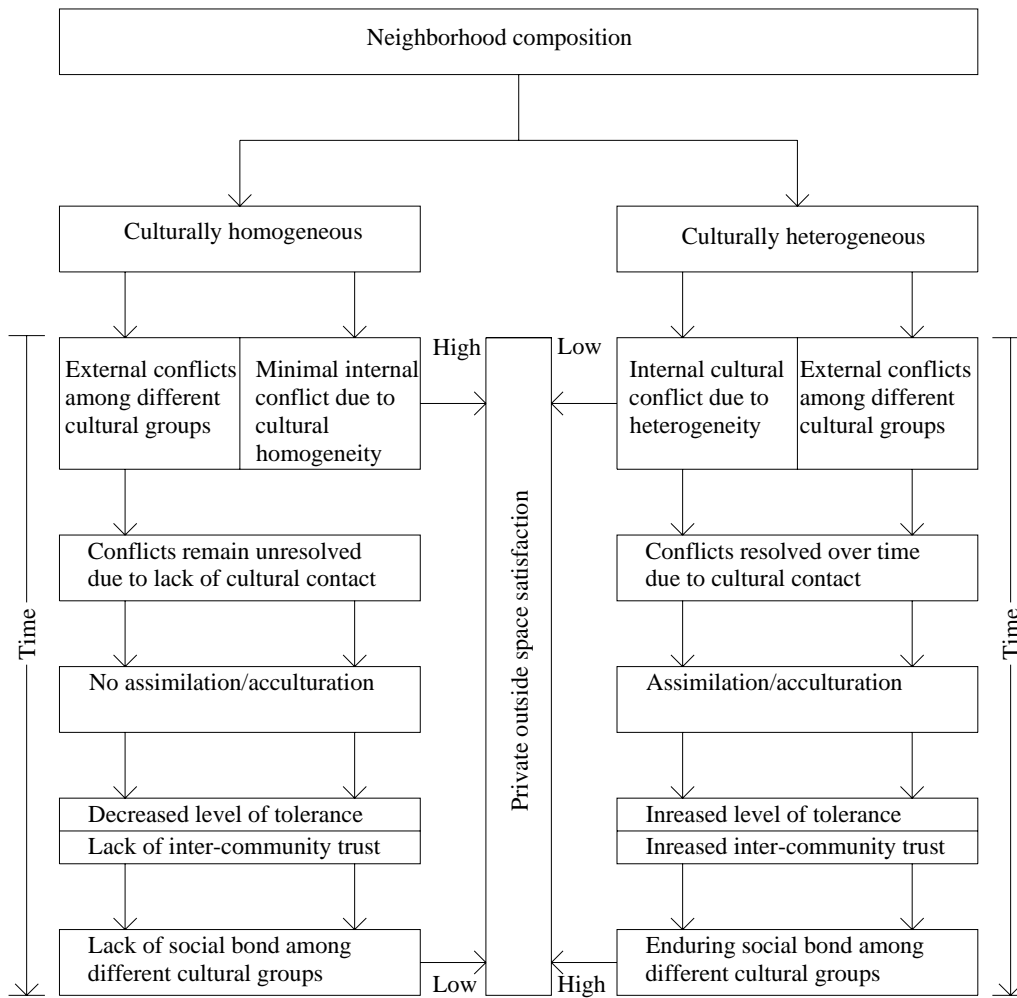 Neighborhood composition
Culturally homogeneous
Culturally heterogeneous
High
Low
External conflicts
among different
cultural groups
Minimal internal
conflict due to
cultural
homogeneity
Internal cultural
conflict due to
heterogeneity
External conflicts
among different
cultural groups
Conflicts remain unresolved
due to lack of cultural contact
Conflicts resolved over time
due to cultural contact
Time
Private outside space satisfaction
Time
No assimilation/acculturation
Assimilation/acculturation
Decreased level of tolerance
Lack of inter-community trust
Inreased level of tolerance
Inreased inter-community trust
Lack of social bond among
different cultural groups
Enduring social bond among
different cultural groups
Low
High